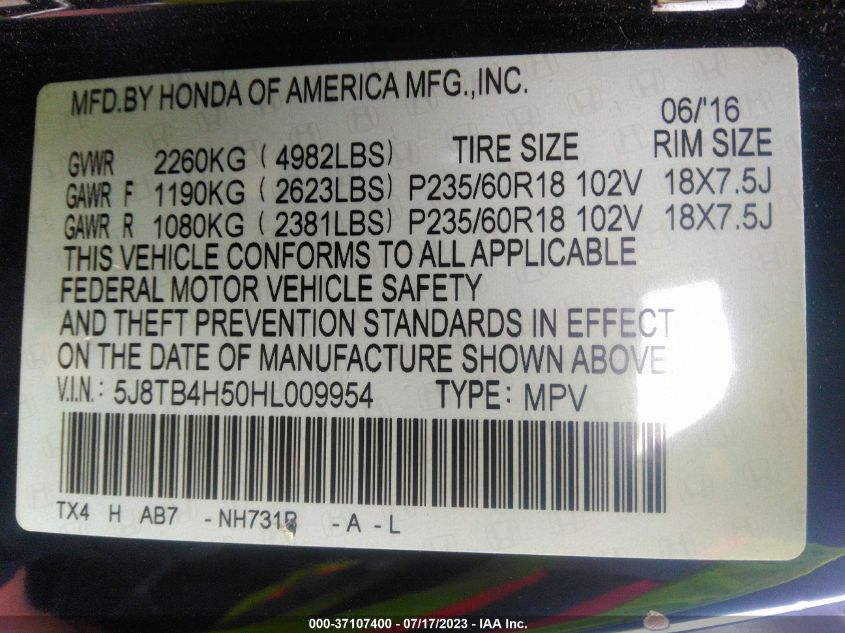 MFD.BY HONDA OF AMERICA MFG.,INC.
06/'16
GVWR 2260KG ( 4982LBS) TIRE SIZE RIM SIZE
GAWR F 1190KG ( 2623LBS) P235/60R18 102V 18X7.5J
GAWR R 1080KG ( 2381LBS) P235/60R18 102V 18X7.5J
THIS VEHICLE CONFORMS TO ALL APPLICABLE
FEDERAL MOTOR VEHICLE SAFETY
AND THEFT PREVENTION STANDARDS IN EFFECT
ON THE DATE OF MANUFACTURE SHOWN ABOVE.
V.I.N.: 5J8TB4H50HL009954 TYPE: MPV
TX4 H AB7 -NH731P -A -L
000-37107400 - 07/17/2023 - IAA Inc.